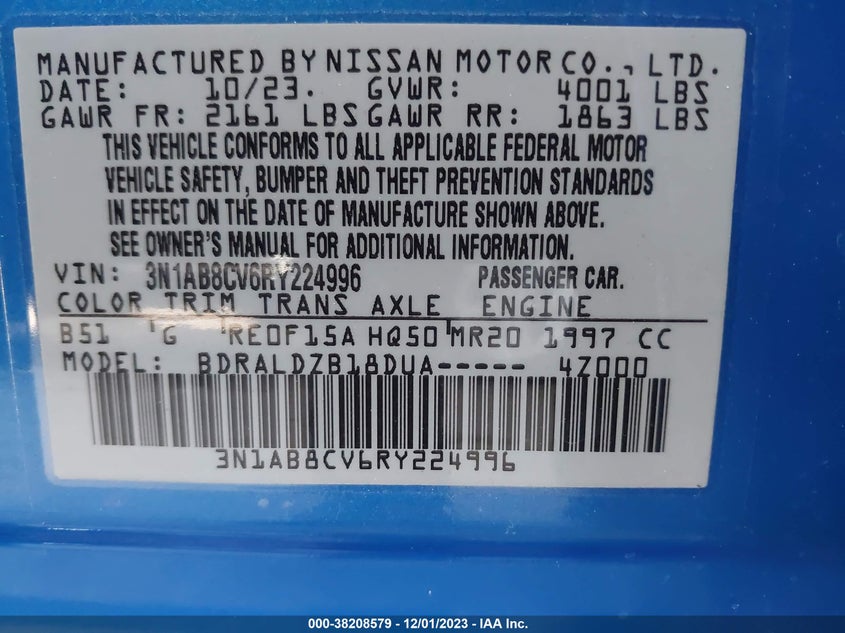 MANUFACTURED BY NISSAN MOTOR CO., LTD.
DATE: 10/23. GVWR: 4001 LBS
GAWR FR: 2161 LBS GAWR RR: 1863 LBS
THIS VEHICLE CONFORMS TO ALL APPLICABLE FEDERAL MOTOR
VEHICLE SAFETY, BUMPER AND THEFT PREVENTION STANDARDS
IN EFFECT ON THE DATE OF MANUFACTURE SHOWN ABOVE.
SEE OWNER'S MANUAL FOR ADDITIONAL INFORMATION.
VIN: 3N1AB8CV6RY224996 PASSENGER CAR.
COLOR TRIM TRANS AXLE ENGINE
B51 G RE0F15A HQ50 MR20 1997 CC
MODEL: BDRALDZB18DUA----- 4Z000
3N1AB8CV6RY224996
000-38208579 - 12/01/2023 - IAA Inc.